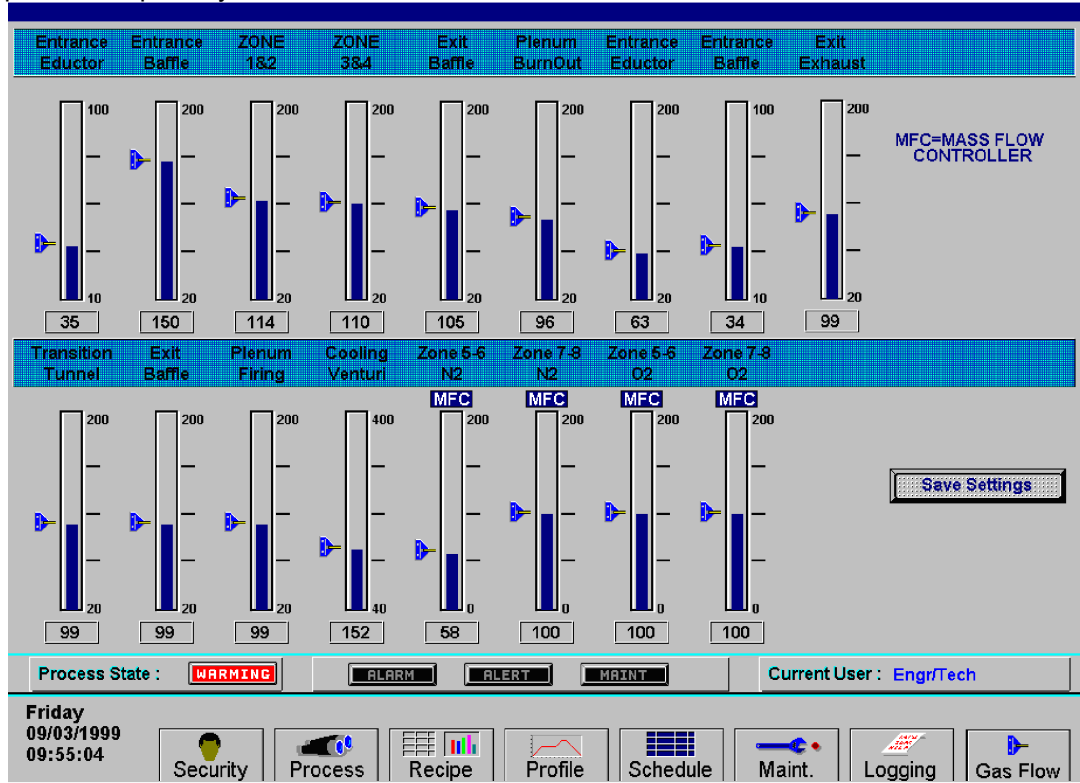 Entrance Entrance ZONE ZONE Exit Plenum Entrance Entrance Exit
Eductor Baffle 1&2 3&4 Baffle BurnOut Eductor Baffle Exhaust
100 200 200 200 200 200 200 100 200
MFC=MASS FLOW
CONTROLLER
10 20 20 20 20 20 20 10 20
35 150 114 110 105 96 63 34 99
Transition Exit Plenum Cooling Zone 5-6 Zone 7-8 Zone 5-6 Zone 7-8
Tunnel Baffle Firing Venturi N2 N2 O2 O2
MFC MFC MFC MFC
200 200 200 400 200 200 200 200
Save Settings
20 20 20 40 0 0 0 0
99 99 99 152 58 100 100 100
Process State : WARMING ALARM ALERT MAINT Current User : Engr/Tech
Friday
09/03/1999
09:55:04
Security Process Recipe Profile Schedule Maint. Logging Gas Flow